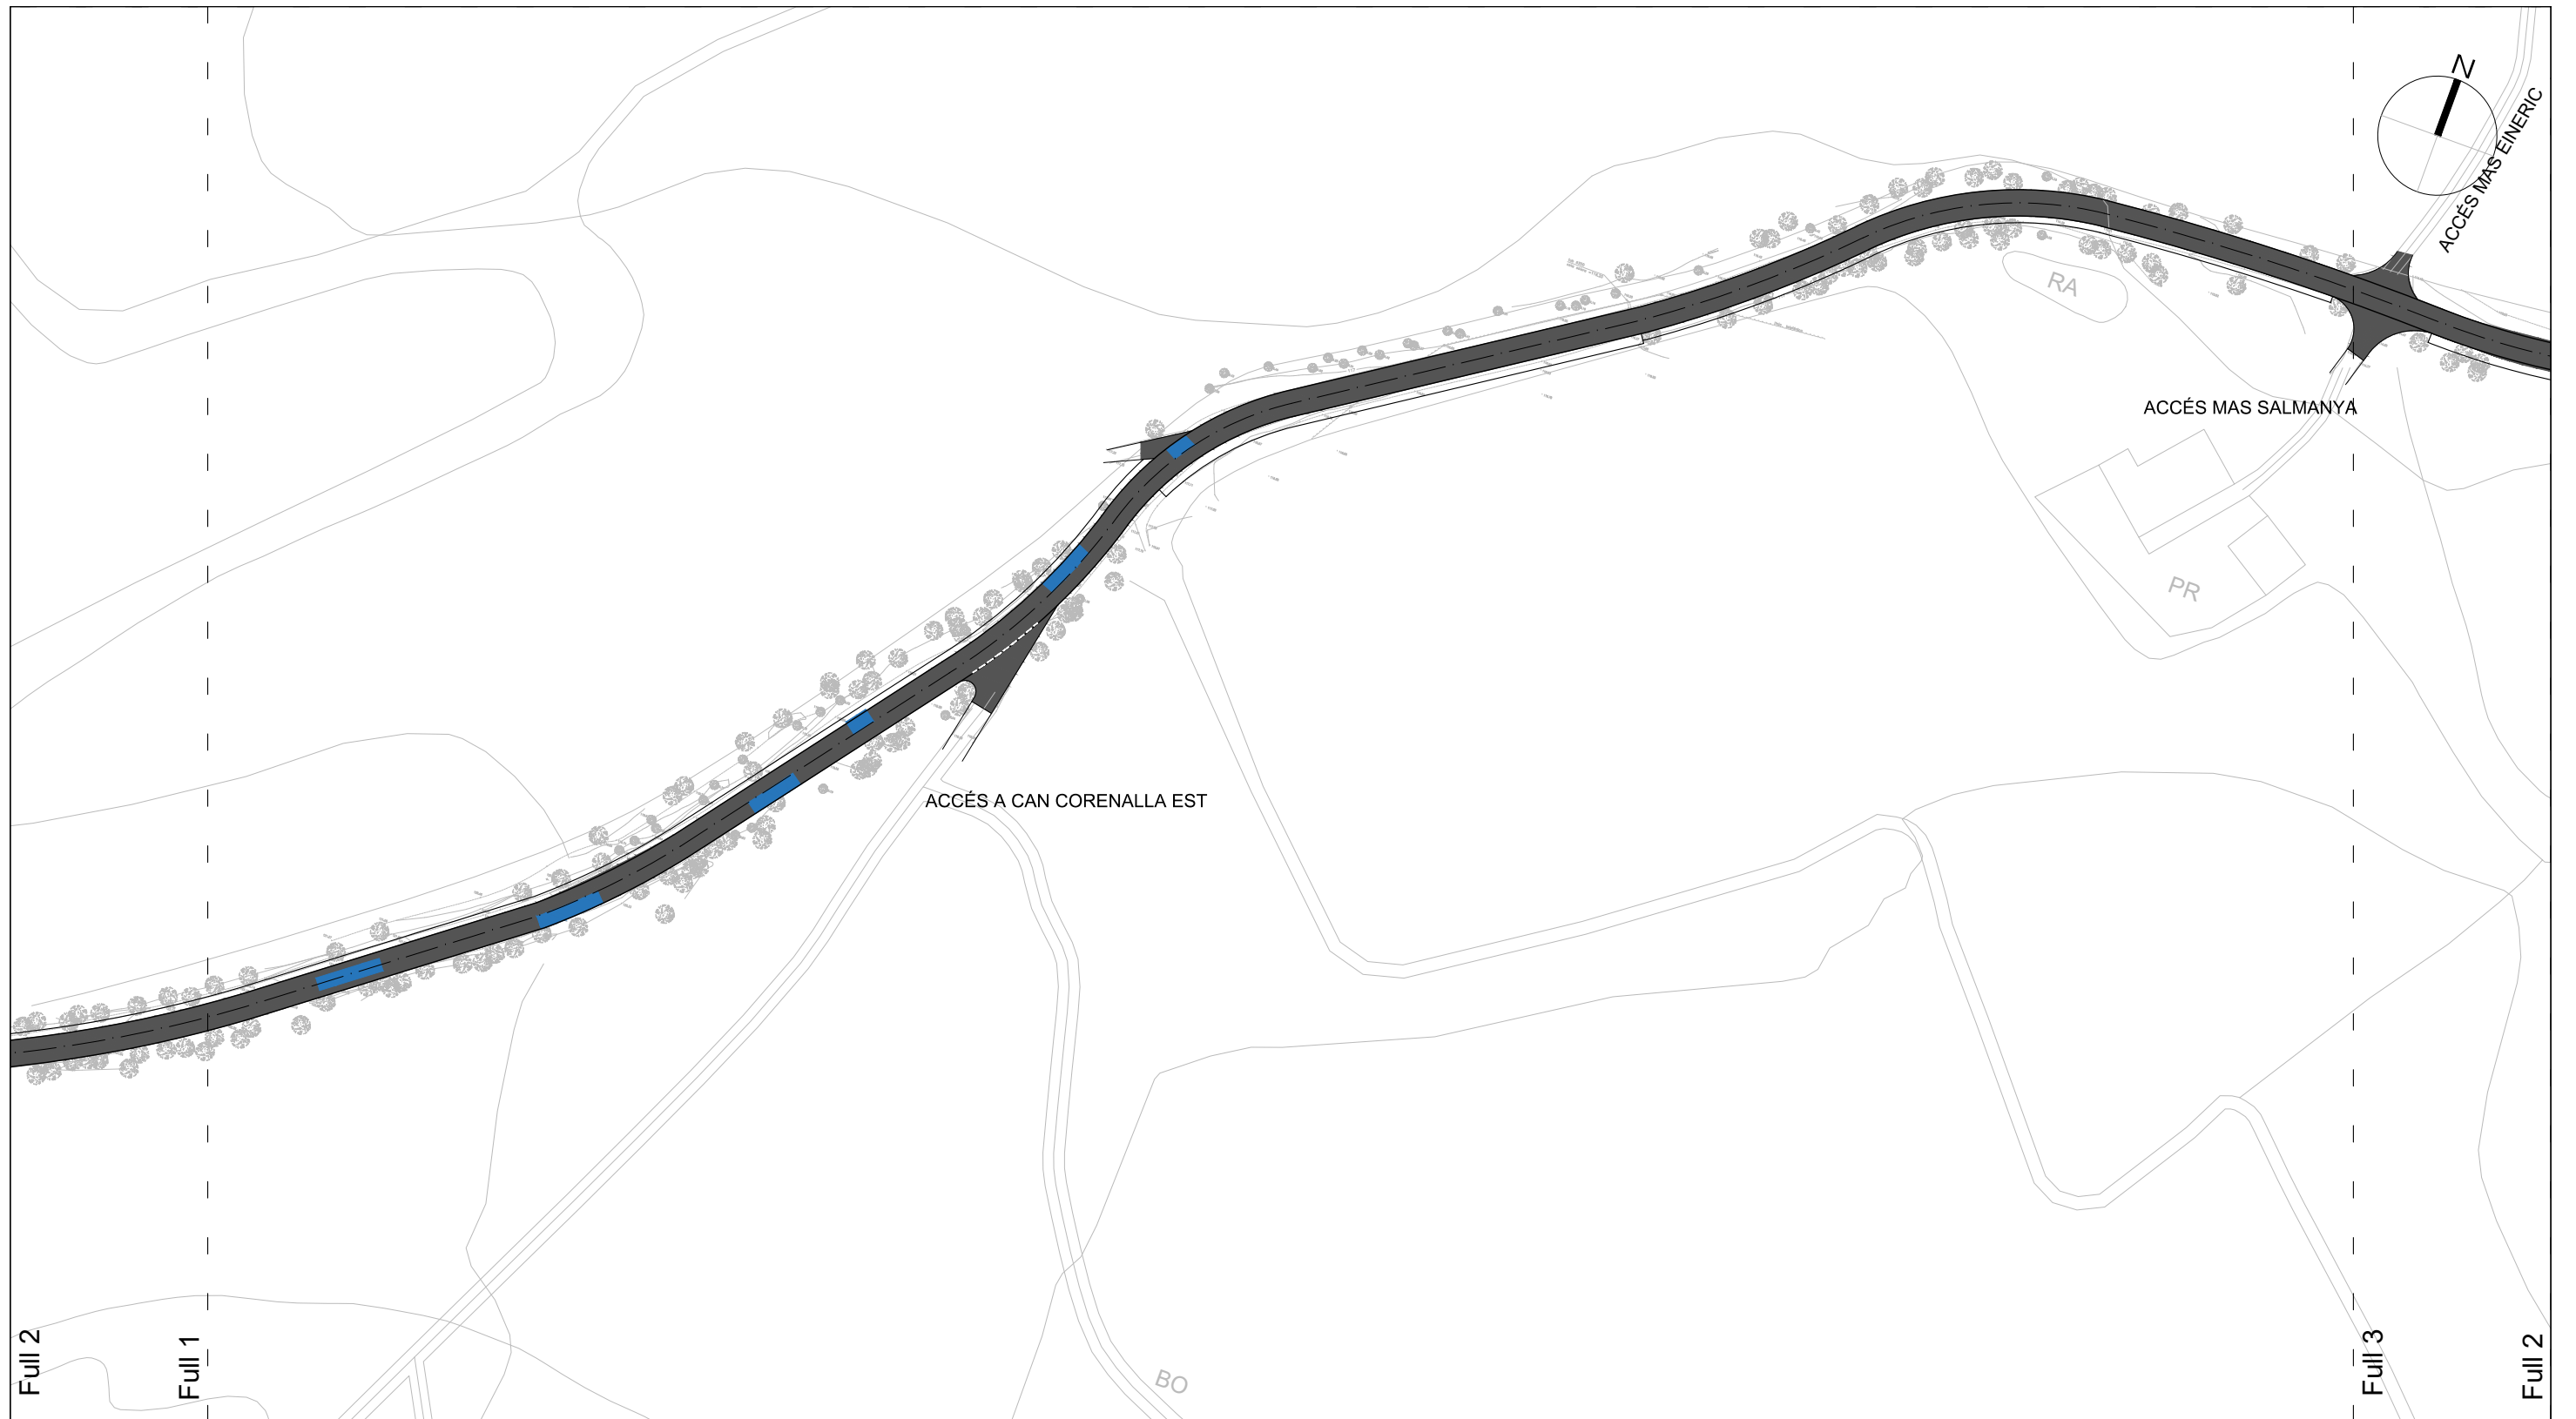 N
ACCÉS MAS EINERIC
RA
ACCÉS MAS SALMANYA
PR
ACCÉS A CAN CORENALLA EST
Full 2
Full 1
BO
Full 3
Full 2